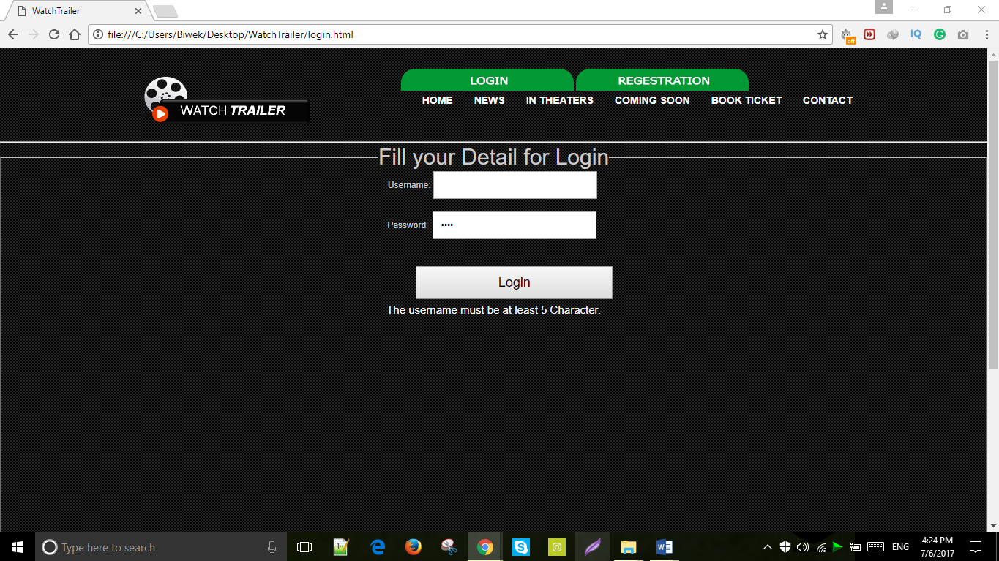 WatchTrailer
file:///C:/Users/Biwek/Desktop/WatchTrailer/login.html
off
IQ
LOGIN REGESTRATION
WATCH TRAILER
HOME NEWS IN THEATERS COMING SOON BOOK TICKET CONTACT
Fill your Detail for Login
Username:
Password: ••••
Login
The username must be at least 5 Character.
Type here to search
ENG
4:24 PM
7/6/2017